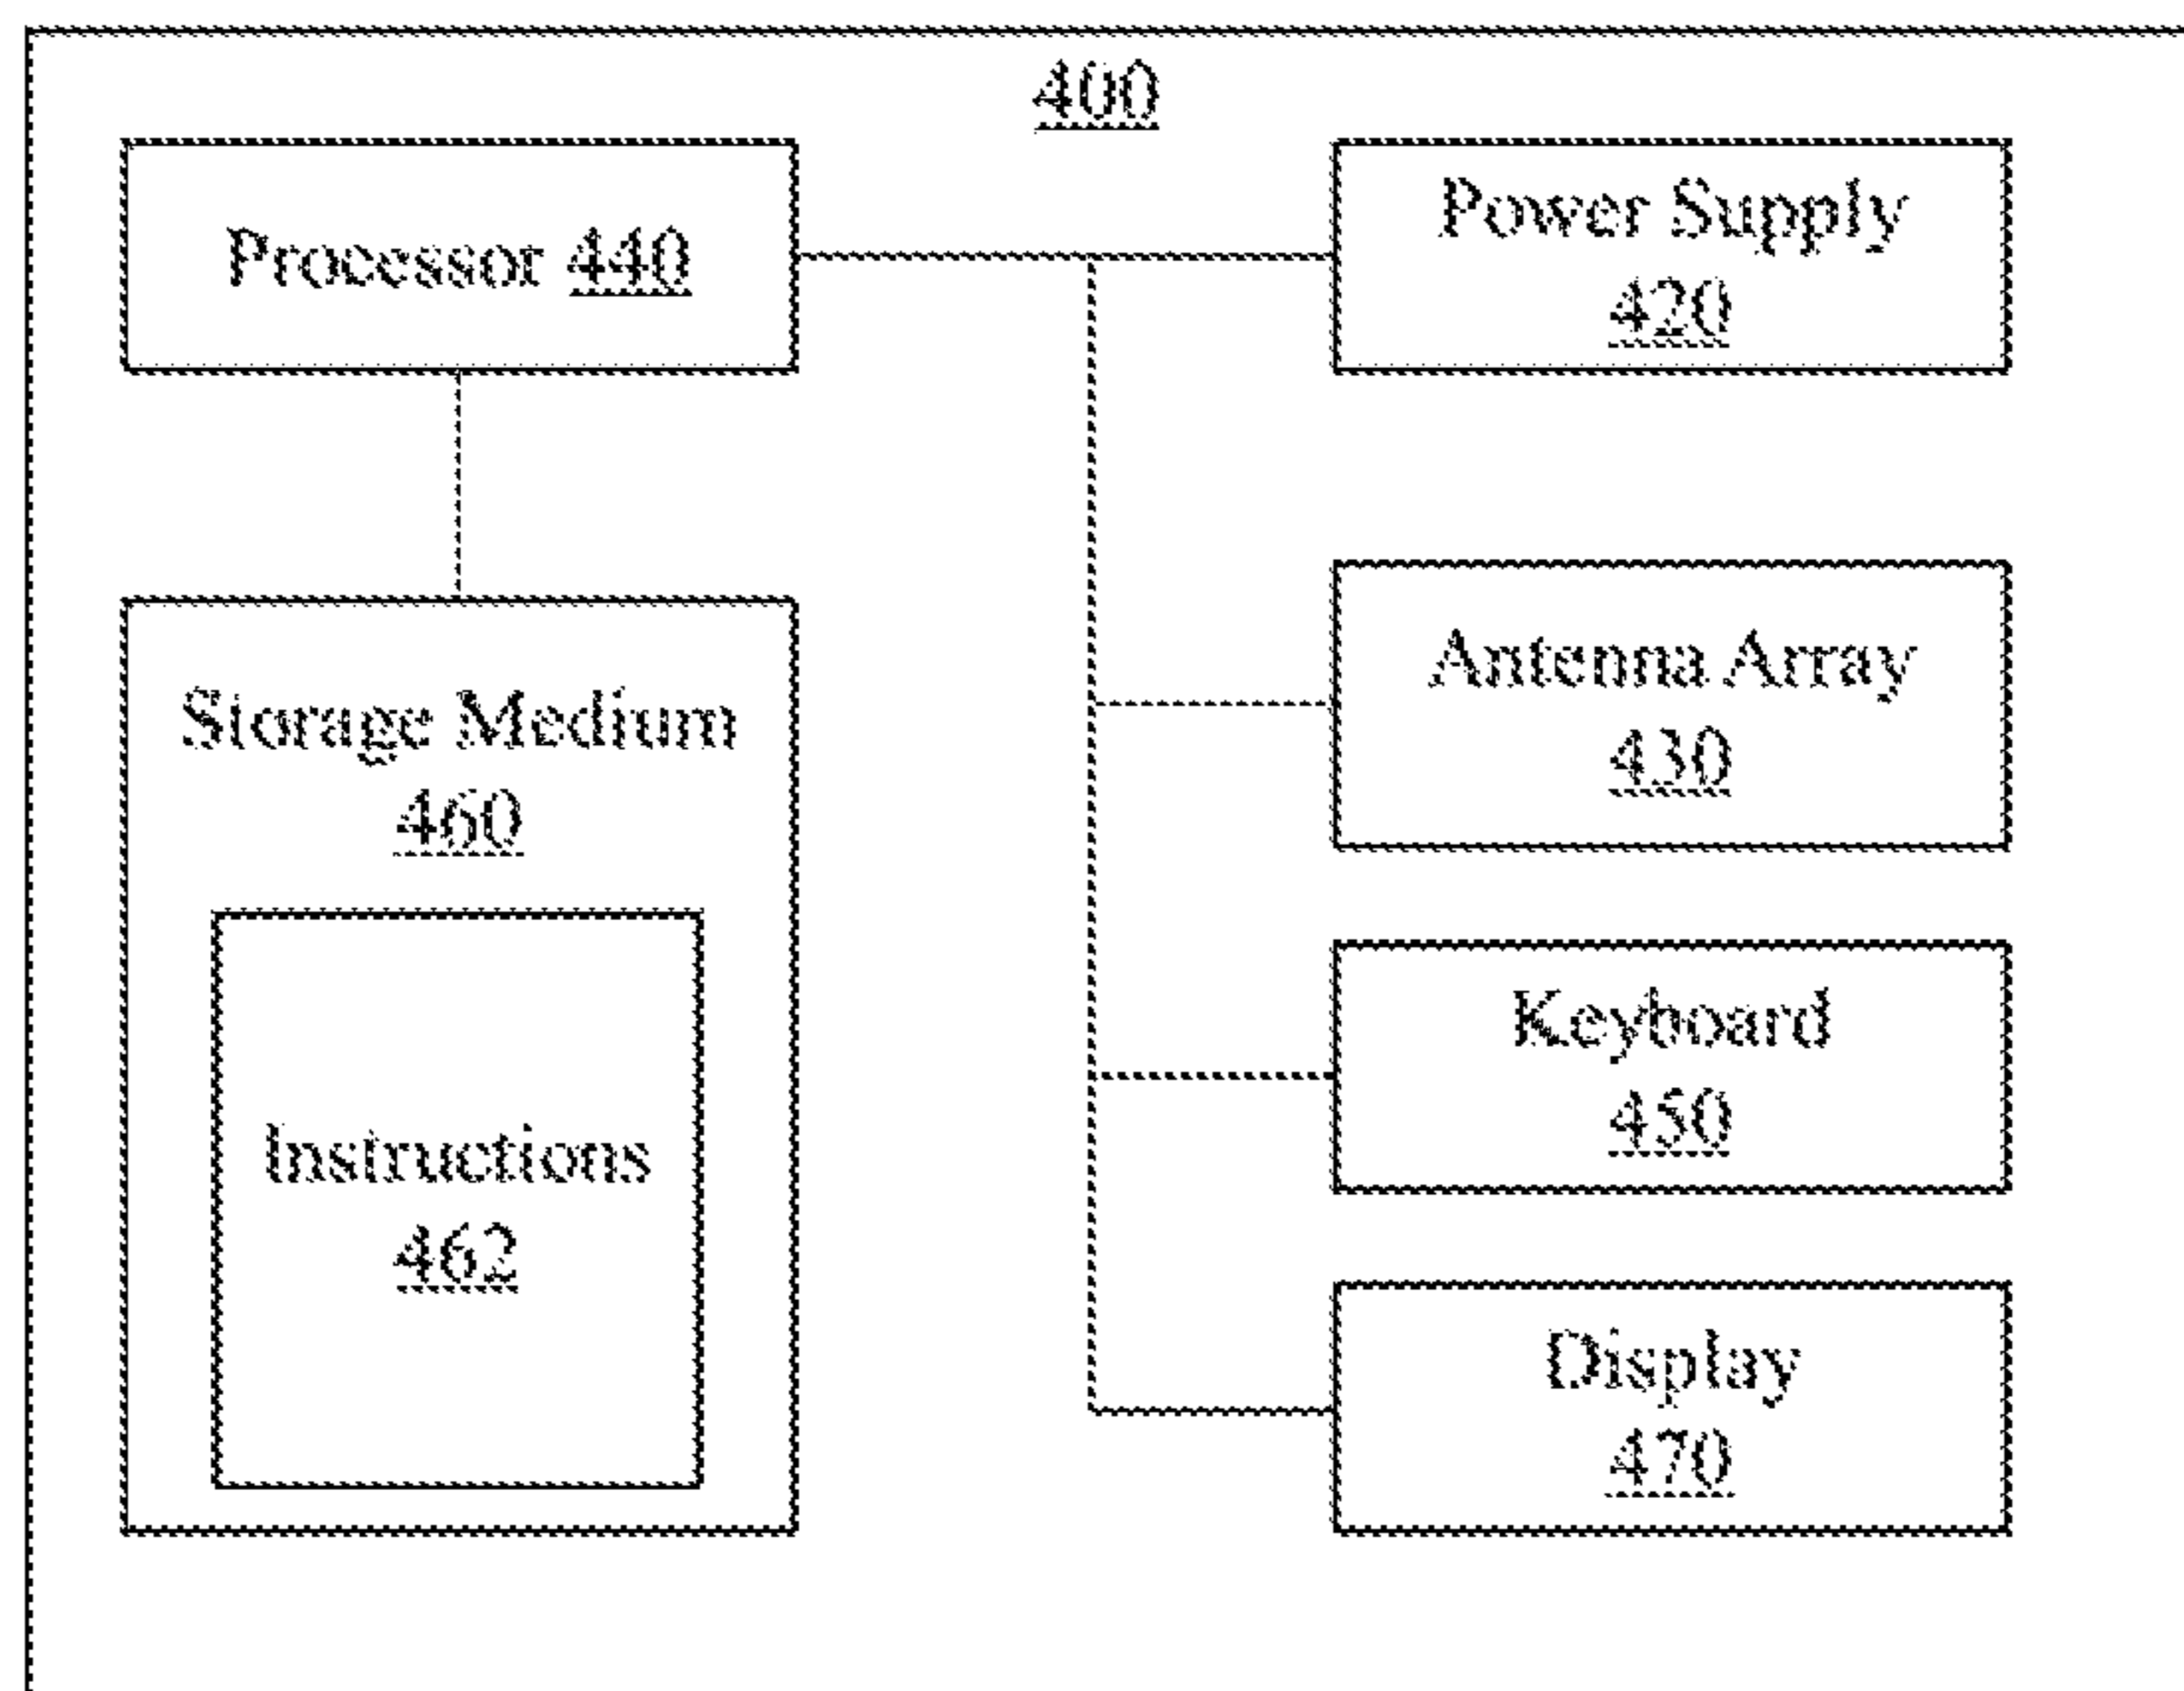 400
Processor 440
Power Supply
420
Storage Medium
460
Instructions
462
Antenna Array
430
Keyboard
450
Display
470